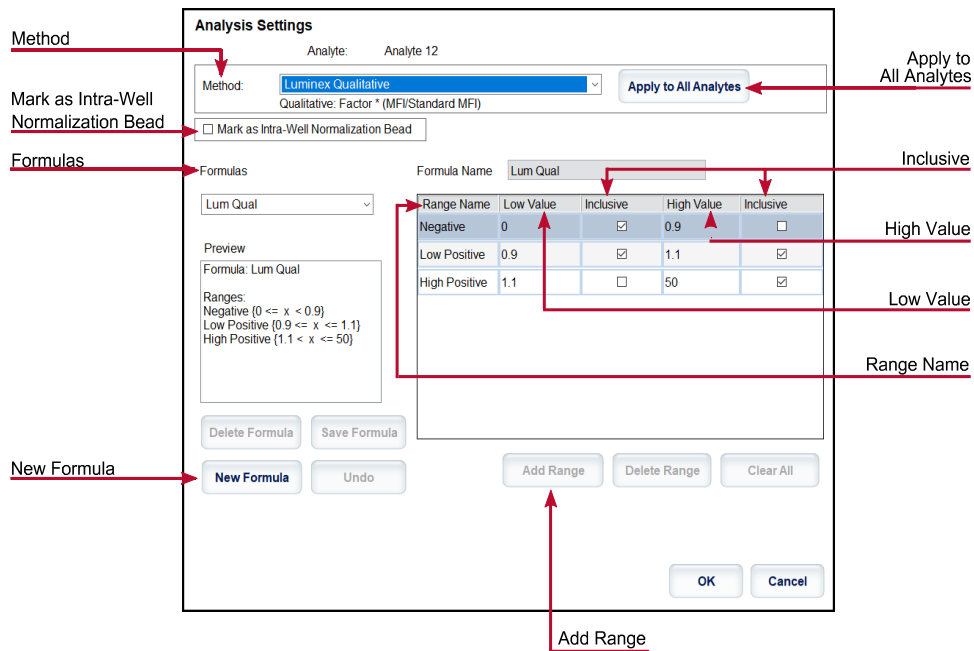 Analysis Settings
Method
Analyte: Analyte 12
Apply to
All Analytes
Method: Luminex Qualitative
Apply to All Analytes
Qualitative: Factor * (MFI/Standard MFI)
Mark as Intra-Well
Normalization Bead
Mark as Intra-Well Normalization Bead
Formulas
Formulas
Formula Name Lum Qual
Inclusive
Lum Qual
Range Name Low Value Inclusive High Value Inclusive
Negative 0 0.9
High Value
Low Positive 0.9 1.1
High Positive 1.1 50
Low Value
Preview
Formula: Lum Qual
Ranges:
Negative {0 <= x < 0.9}
Low Positive {0.9 <= x <= 1.1}
High Positive {1.1 < x <= 50}
Range Name
Delete Formula Save Formula
New Formula
New Formula Undo
Add Range Delete Range Clear All
OK Cancel
Add Range